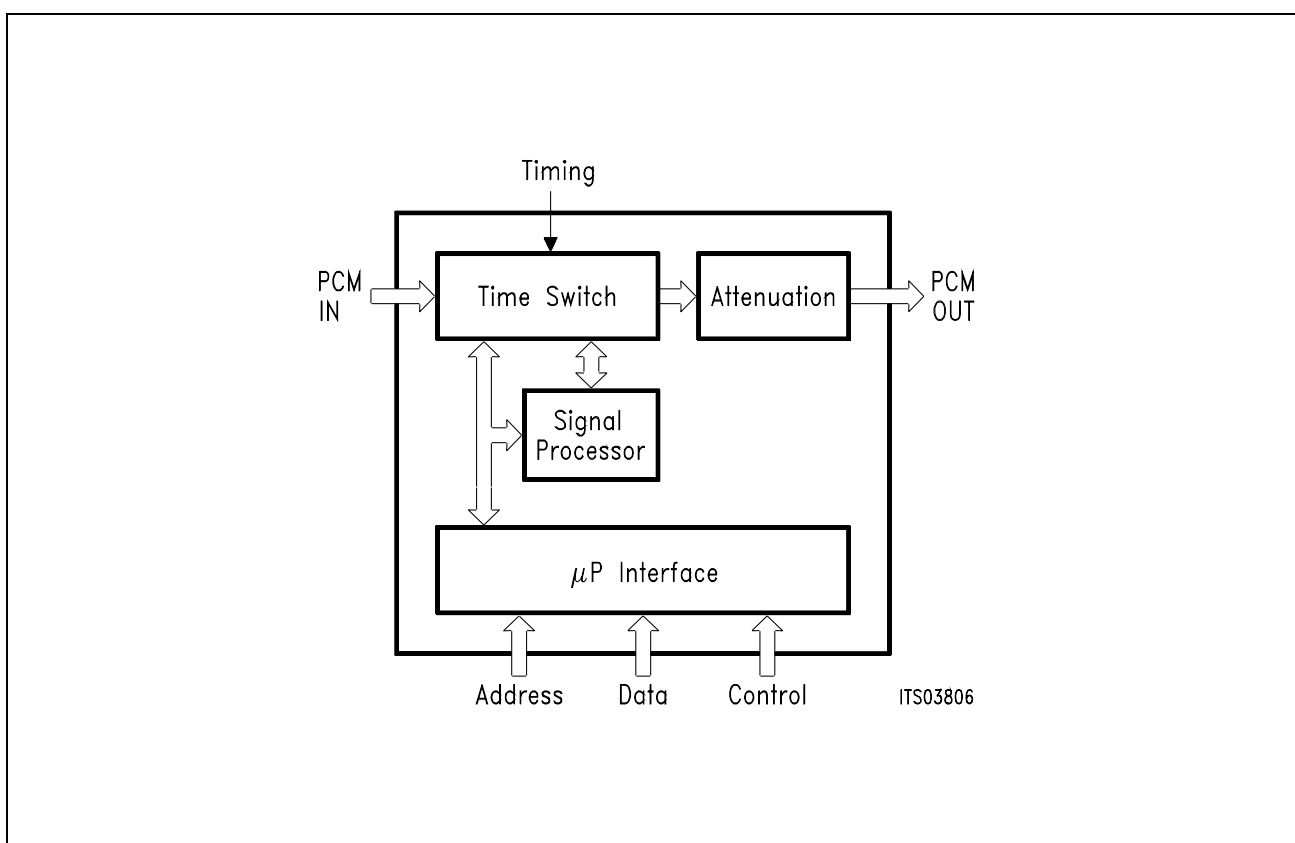 Timing
PCM
IN
Time Switch
Attenuation
PCM
OUT
Signal
Processor
μP Interface
Address
Data
Control
ITS03806